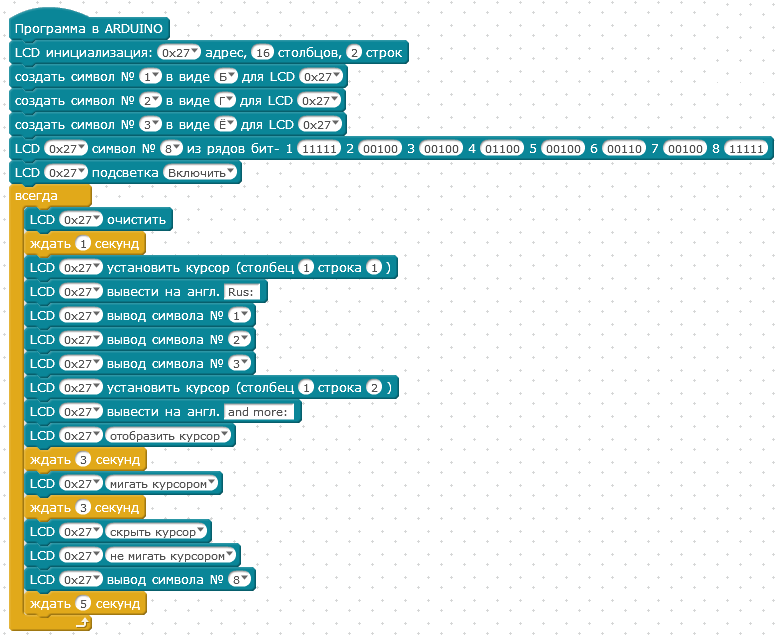 Программа в ARDUINO
LCD инициализация: 0x27 адрес, 16 столбцов, 2 строк
создать символ № 1 в виде Б для LCD 0x27
создать символ № 2 в виде Г для LCD 0x27
создать символ № 3 в виде Ё для LCD 0x27
LCD 0x27 символ № 8 из рядов бит- 1 11111 2 00100 3 00100 4 01100 5 00100 6 00110 7 00100 8 11111
LCD 0x27 подсветка Включить
всегда
LCD 0x27 очистить
ждать 1 секунд
LCD 0x27 установить курсор (столбец 1 строка 1 )
LCD 0x27 вывести на англ. Rus:
LCD 0x27 вывод символа № 1
LCD 0x27 вывод символа № 2
LCD 0x27 вывод символа № 3
LCD 0x27 установить курсор (столбец 1 строка 2 )
LCD 0x27 вывести на англ. and more:
LCD 0x27 отобразить курсор
ждать 3 секунд
LCD 0x27 мигать курсором
ждать 3 секунд
LCD 0x27 скрыть курсор
LCD 0x27 не мигать курсором
LCD 0x27 вывод символа № 8
ждать 5 секунд